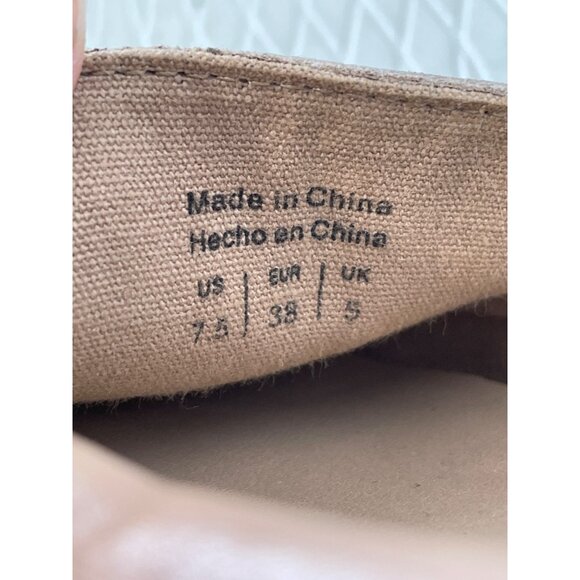 Made in China
Hecho en China
US | EUR | UK
7.5 | 38 | 5